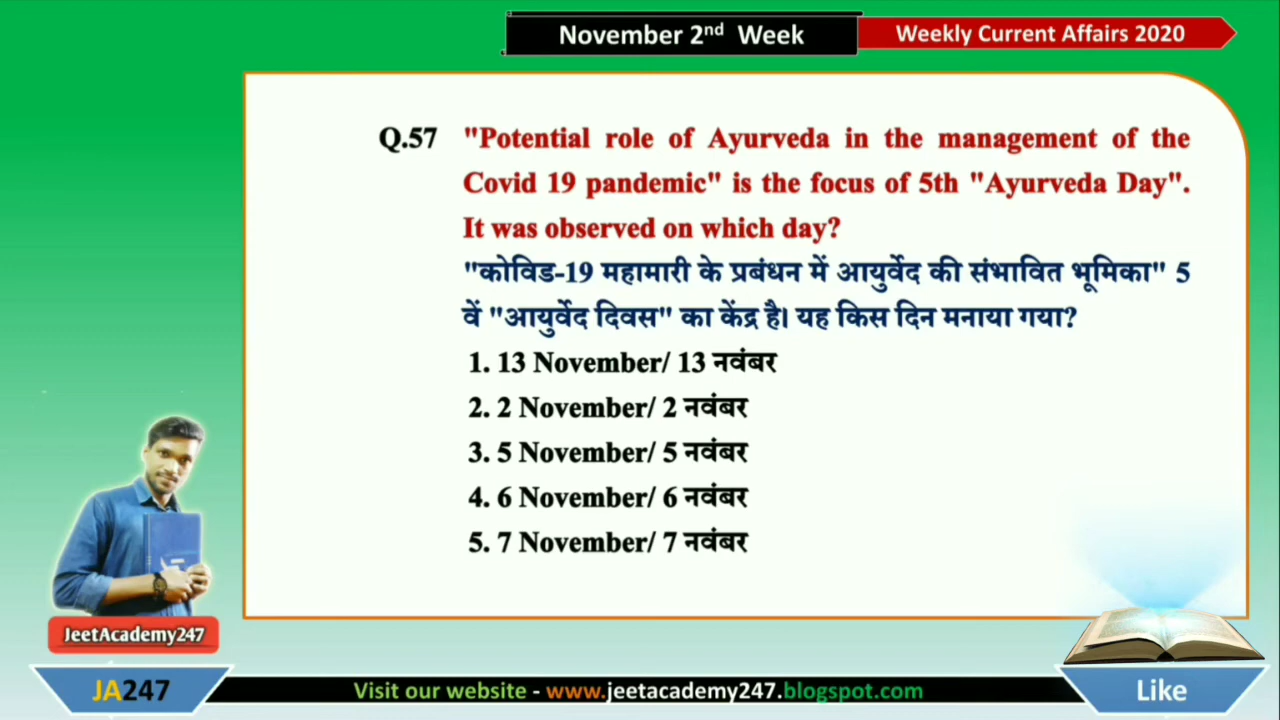 November 2nd Week
Weekly Current Affairs 2020
Q.57 "Potential role of Ayurveda in the management of the
Covid 19 pandemic" is the focus of 5th "Ayurveda Day".
It was observed on which day?
"कोविड-19 महामारी के प्रबंधन में आयुर्वेद की संभावित भूमिका" 5
वें "आयुर्वेद दिवस" का केंद्र है। यह किस दिन मनाया गया?
1. 13 November/ 13 नवंबर
2. 2 November/ 2 नवंबर
3. 5 November/ 5 नवंबर
4. 6 November/ 6 नवंबर
5. 7 November/ 7 नवंबर
JeetAcademy247
JA247
Visit our website - www.jeetacademy247.blogspot.com
Like